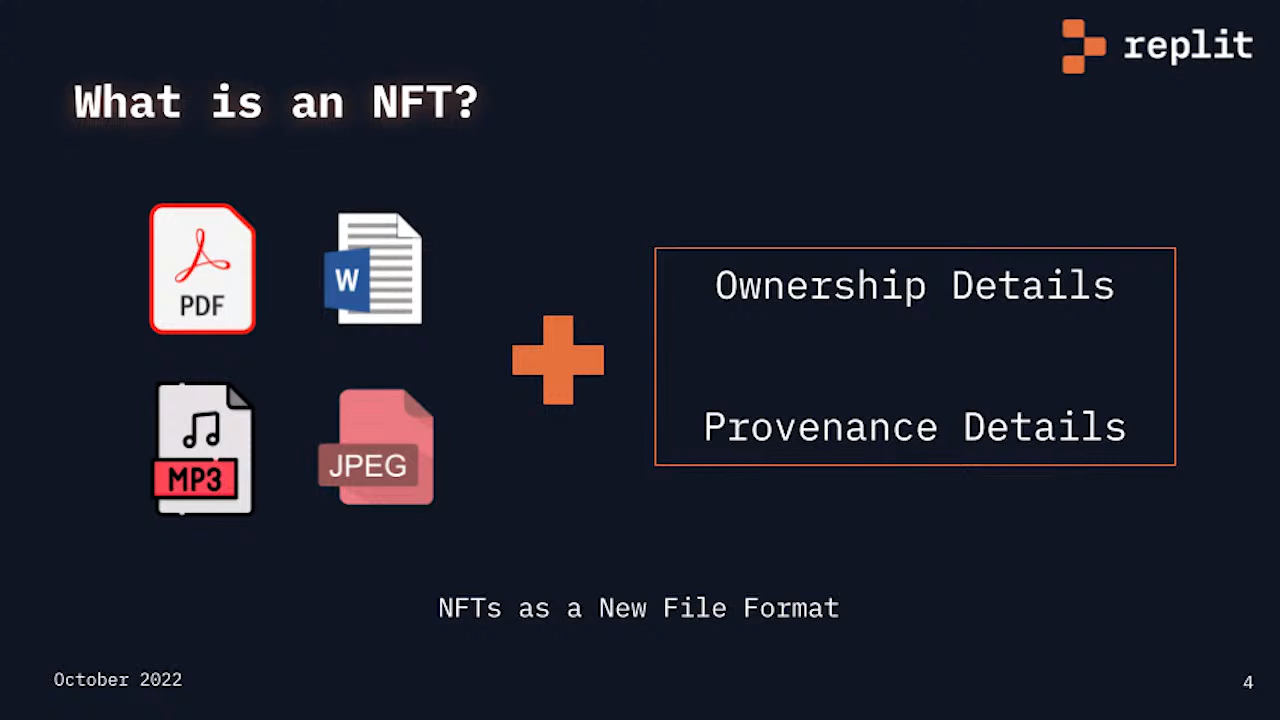 replit
What is an NFT?
PDF
W
MP3
JPEG
Ownership Details
Provenance Details
NFTs as a New File Format
October 2022
4